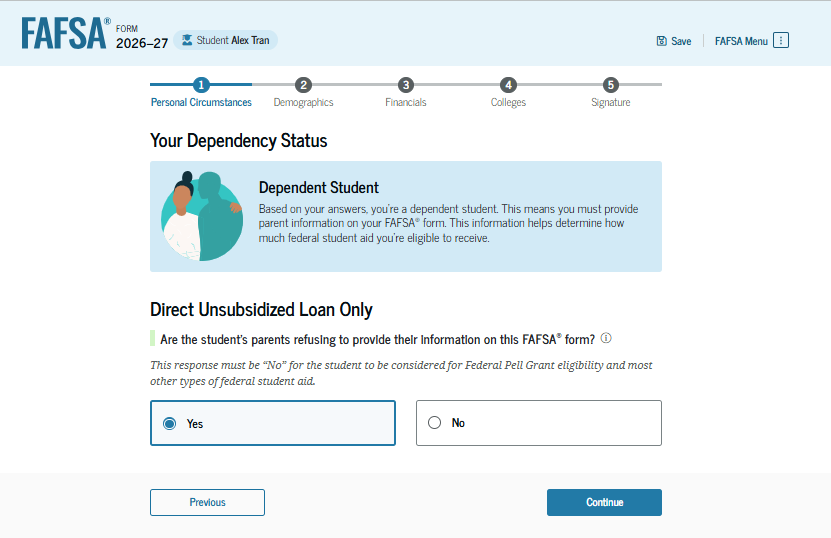 FAFSA® FORM
2026–27
Student Alex Tran
Save
FAFSA Menu
1 2 3 4 5
Personal Circumstances Demographics Financials Colleges Signature
Your Dependency Status
Dependent Student
Based on your answers, you're a dependent student. This means you must provide
parent information on your FAFSA® form. This information helps determine how
much federal student aid you're eligible to receive.
Direct Unsubsidized Loan Only
Are the student's parents refusing to provide their information on this FAFSA® form?
This response must be “No” for the student to be considered for Federal Pell Grant eligibility and most
other types of federal student aid.
Yes
No
Previous
Continue